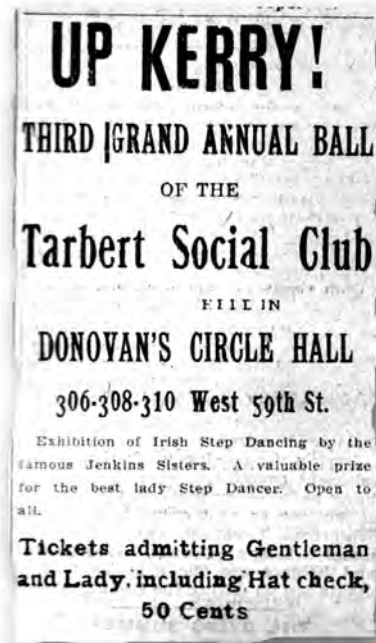 UP KERRY!
THIRD GRAND ANNUAL BALL
OF THE
Tarbert Social Club
IN
DONOVAN'S CIRCLE HALL
306-308-310 West 59th St.
Exhibition of Irish Step Dancing by the
famous Jenkins Sisters. A valuable prize
for the best lady Step Dancer. Open to
all.
Tickets admitting Gentleman
and Lady, including Hat check,
50 Cents